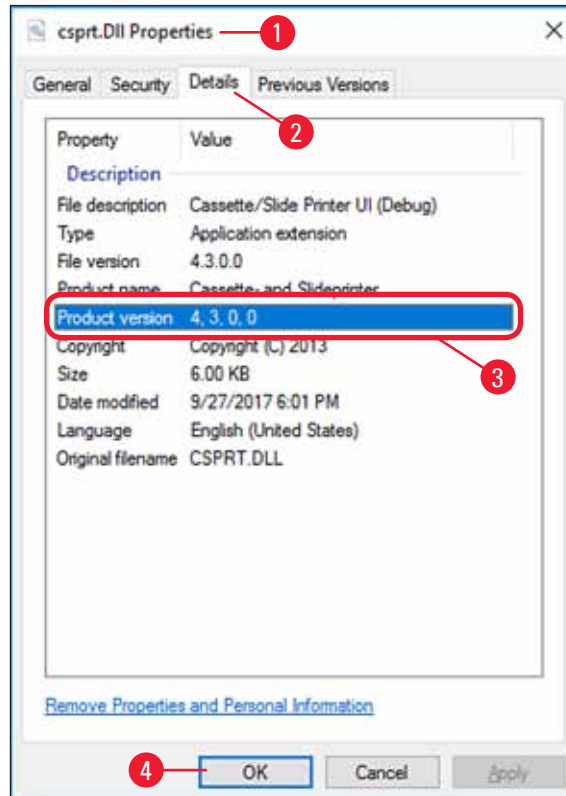 csprt.Dll Properties
1
General Security Details Previous Versions
2
Property Value
Description
File description Cassette/Slide Printer UI (Debug)
Type Application extension
File version 4.3.0.0
Product name Cassette- and Slideprinter
Product version 4, 3, 0, 0
3
Copyright Copyright (C) 2013
Size 6.00 KB
Date modified 9/27/2017 6:01 PM
Language English (United States)
Original filename CSPRT.DLL
Remove Properties and Personal Information
4
OK Cancel Apply